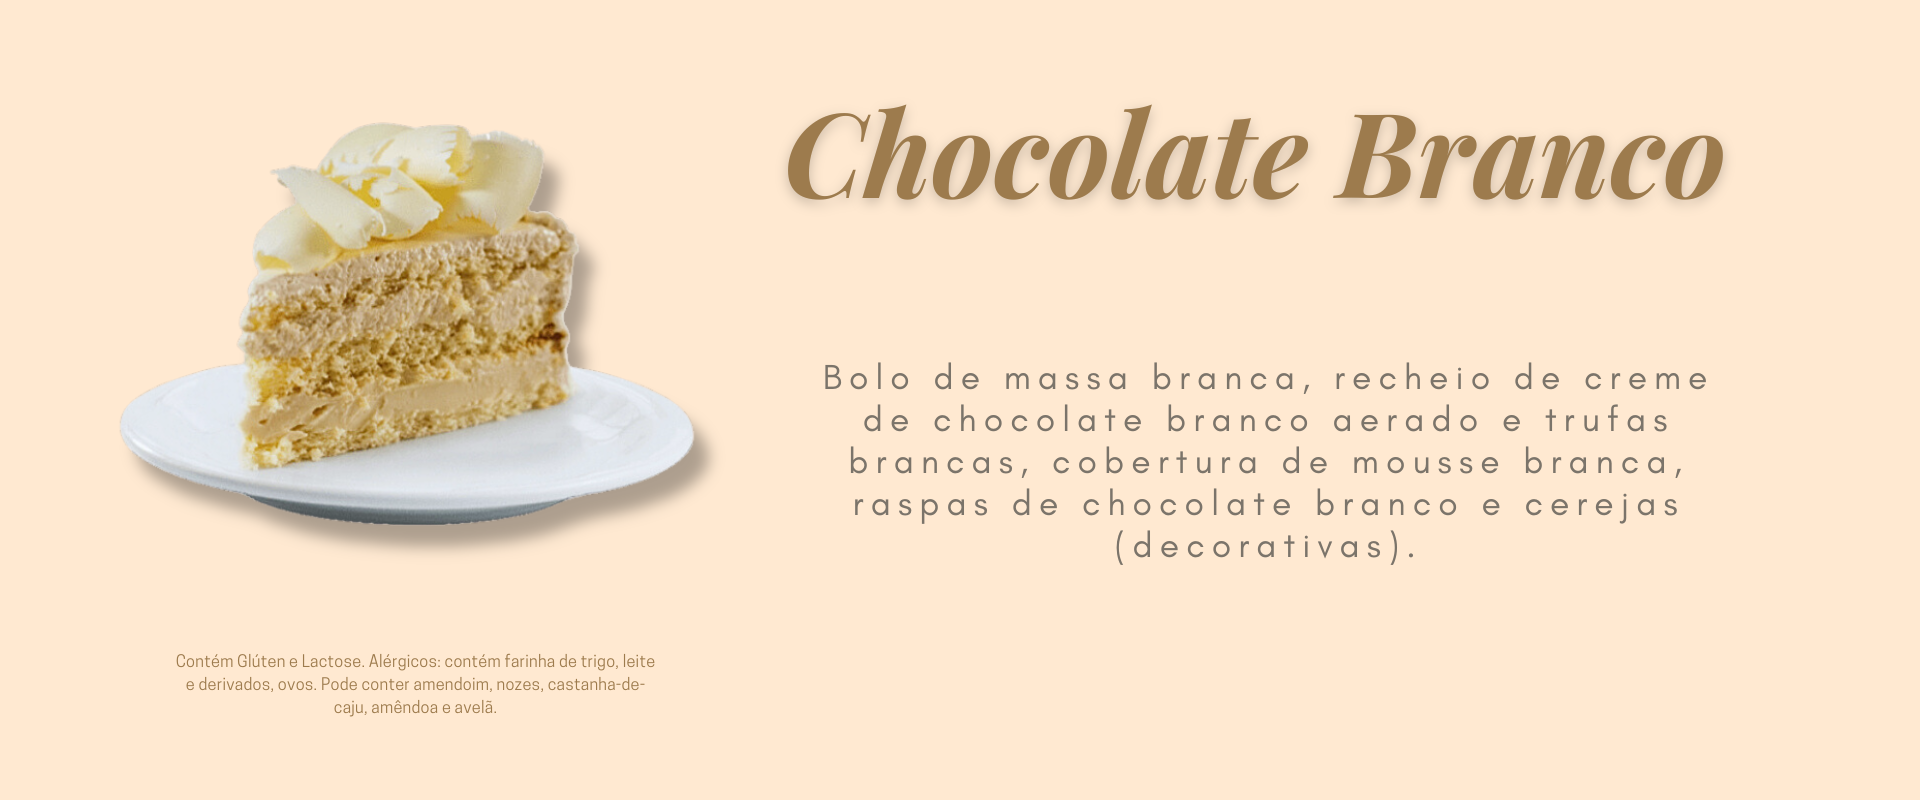 Chocolate Branco
Bolo de massa branca, recheio de creme
de chocolate branco aerado e trufas
brancas, cobertura de mousse branca,
raspas de chocolate branco e cerejas
(decorativas).
Contém Glúten e Lactose. Alérgicos: contém farinha de trigo, leite
e derivados, ovos. Pode conter amendoim, nozes, castanha-de-
caju, amêndoa e avelã.